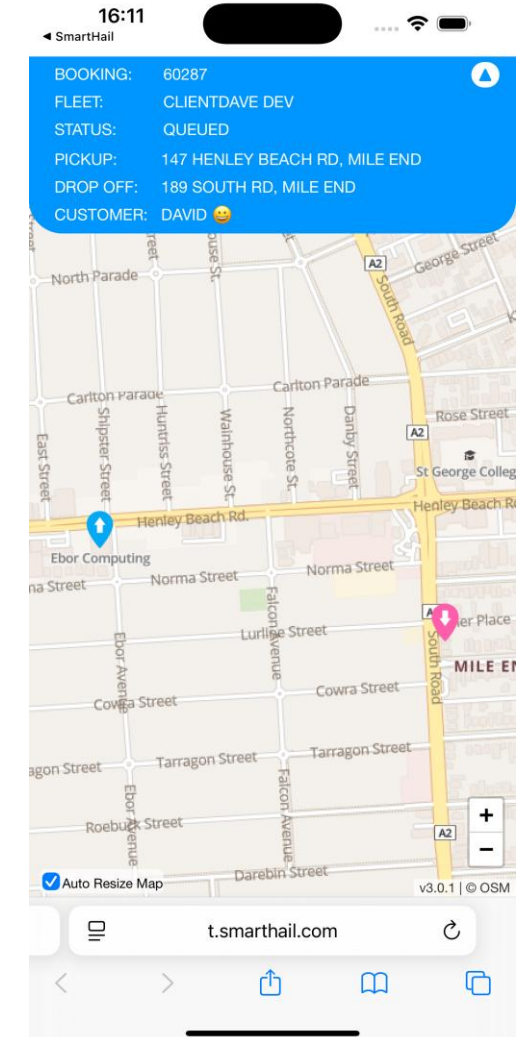 16:11
◀ SmartHail
BOOKING: 60287
FLEET: CLIENTDAVE DEV
STATUS: QUEUED
PICKUP: 147 HENLEY BEACH RD, MILE END
DROP OFF: 189 SOUTH RD, MILE END
CUSTOMER: DAVID 😀
North Parade
A2
George Street
South Road
Carlton Parade
Carlton Parade
Shipster Street
Huntriss Street
Wainhouse St.
Northcote St.
Danby Street
Rose Street
A2
East Street
St George Colleg
Henley Beach Rd.
Henley Beach R
Ebor Computing
Norma Street
Norma Street
Falcon Avenue
Lurline Street
South Road
MILE EN
Ebor Avenue
Cowra Street
Cowra Street
Tarragon Street
Tarragon Street
agon Street
Ebor Avenue
Falcon Avenue
Roebuck Street
A2
+
−
Darebin Street
Auto Resize Map
v3.0.1 | © OSM
t.smarthail.com